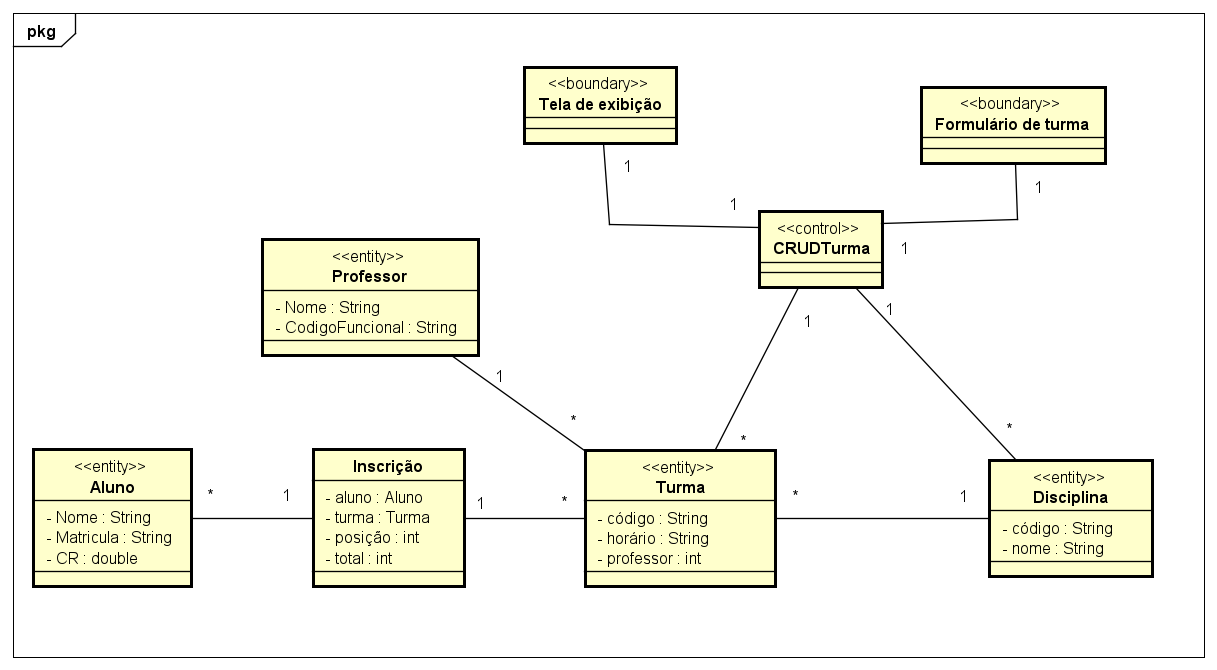 pkg
<<boundary>>
Tela de exibição
<<boundary>>
Formulário de turma
1
1
1
1
<<control>>
CRUDTurma
<<entity>>
Professor
- Nome : String
- CodigoFuncional : String
1
1
1
*
*
*
<<entity>>
Aluno
- Nome : String
- Matricula : String
- CR : double
*
1
Inscrição
- aluno : Aluno
- turma : Turma
- posição : int
- total : int
1
*
<<entity>>
Turma
- código : String
- horário : String
- professor : int
*
1
<<entity>>
Disciplina
- código : String
- nome : String